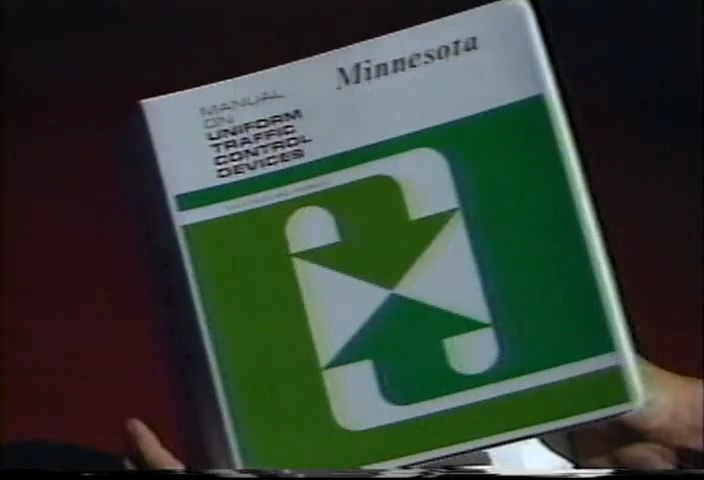 Minnesota
MANUAL
ON
UNIFORM
TRAFFIC
CONTROL
DEVICES